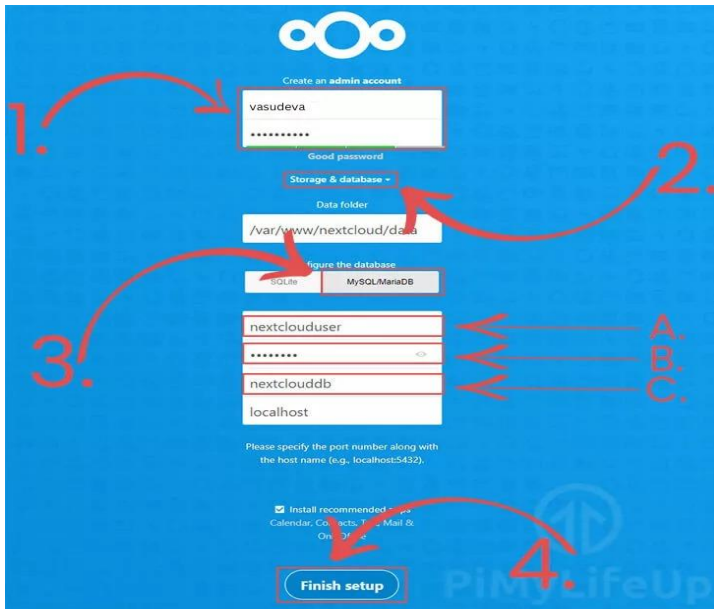 Create an admin account
1.
vasudeva
••••••••••
Good password
Storage & database
2.
Data folder
/var/www/nextcloud/data
figure the database
SQLite
MySQL/MariaDB
3.
nextclouduser
A.
••••••••
B.
nextclouddb
C.
localhost
Please specify the port number along with
the host name (e.g., localhost:5432).
Install recommended
Calendar, Mail &
4.
Finish setup
PiMyLifeUp